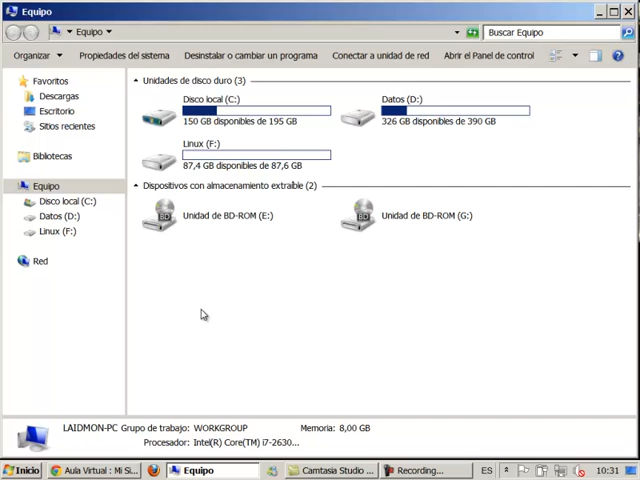 Equipo
Equipo
Buscar Equipo
Organizar
Propiedades del sistema
Desinstalar o cambiar un programa
Conectar a unidad de red
Abrir el Panel de control
Favoritos
Descargas
Escritorio
Sitios recientes
Bibliotecas
Equipo
Disco local (C:)
Datos (D:)
Linux (F:)
Red
Unidades de disco duro (3)
Disco local (C:)
150 GB disponibles de 195 GB
Datos (D:)
326 GB disponibles de 390 GB
Linux (F:)
87,4 GB disponibles de 87,6 GB
Dispositivos con almacenamiento extraíble (2)
BD
Unidad de BD-ROM (E:)
BD
Unidad de BD-ROM (G:)
LAIDMON-PC Grupo de trabajo: WORKGROUP Memoria: 8,00 GB
Procesador: Intel(R) Core(TM) i7-2630...
Inicio
Aula Virtual : Mi Si...
Equipo
Camtasia Studio ...
Recording...
ES
10:31